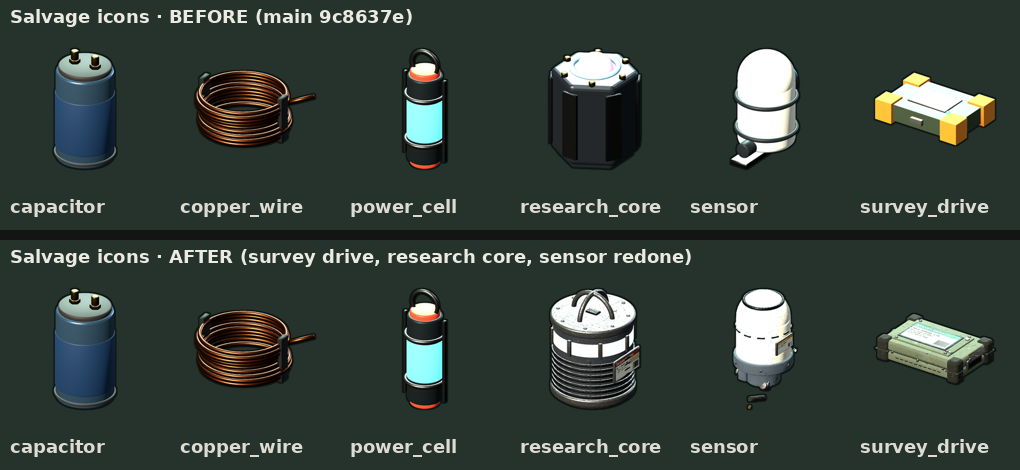 Salvage icons · BEFORE (main 9c8637e)
capacitor copper_wire power_cell research_core sensor survey_drive
Salvage icons · AFTER (survey drive, research core, sensor redone)
capacitor copper_wire power_cell research_core sensor survey_drive